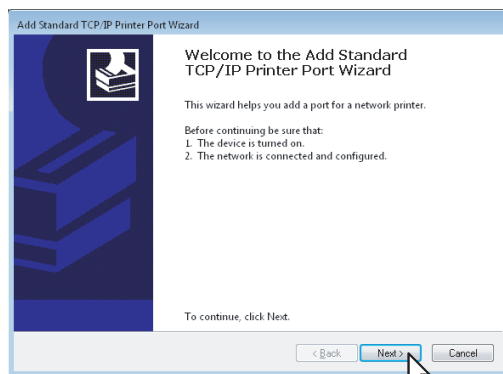 Add Standard TCP/IP Printer Port Wizard
Welcome to the Add Standard
TCP/IP Printer Port Wizard
This wizard helps you add a port for a network printer.
Before continuing be sure that:
1. The device is turned on.
2. The network is connected and configured.
To continue, click Next.
< Back Next > Cancel